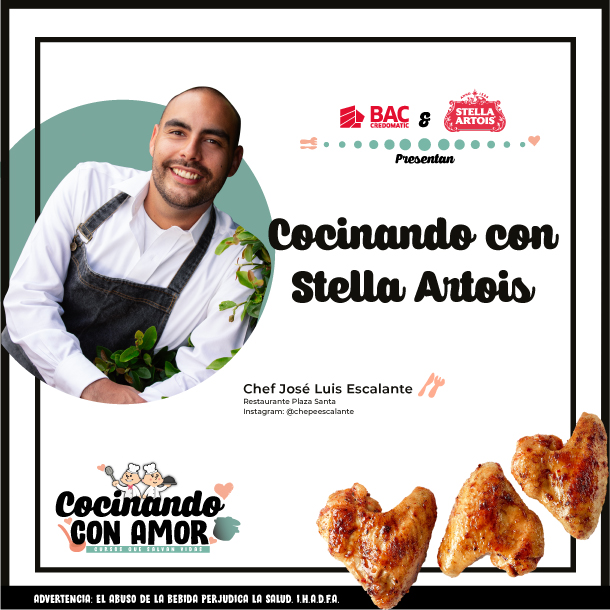 BAC
CREDOMATIC
&
STELLA
ARTOIS
Presentan
Cocinando con
Stella Artois
Chef José Luis Escalante
Restaurante Plaza Santa
Instagram: @chepeescalante
Cocinando
CON AMOR
CURSOS QUE SALVAN VIDAS
ADVERTENCIA: EL ABUSO DE LA BEBIDA PERJUDICA LA SALUD. I.H.A.D.F.A.